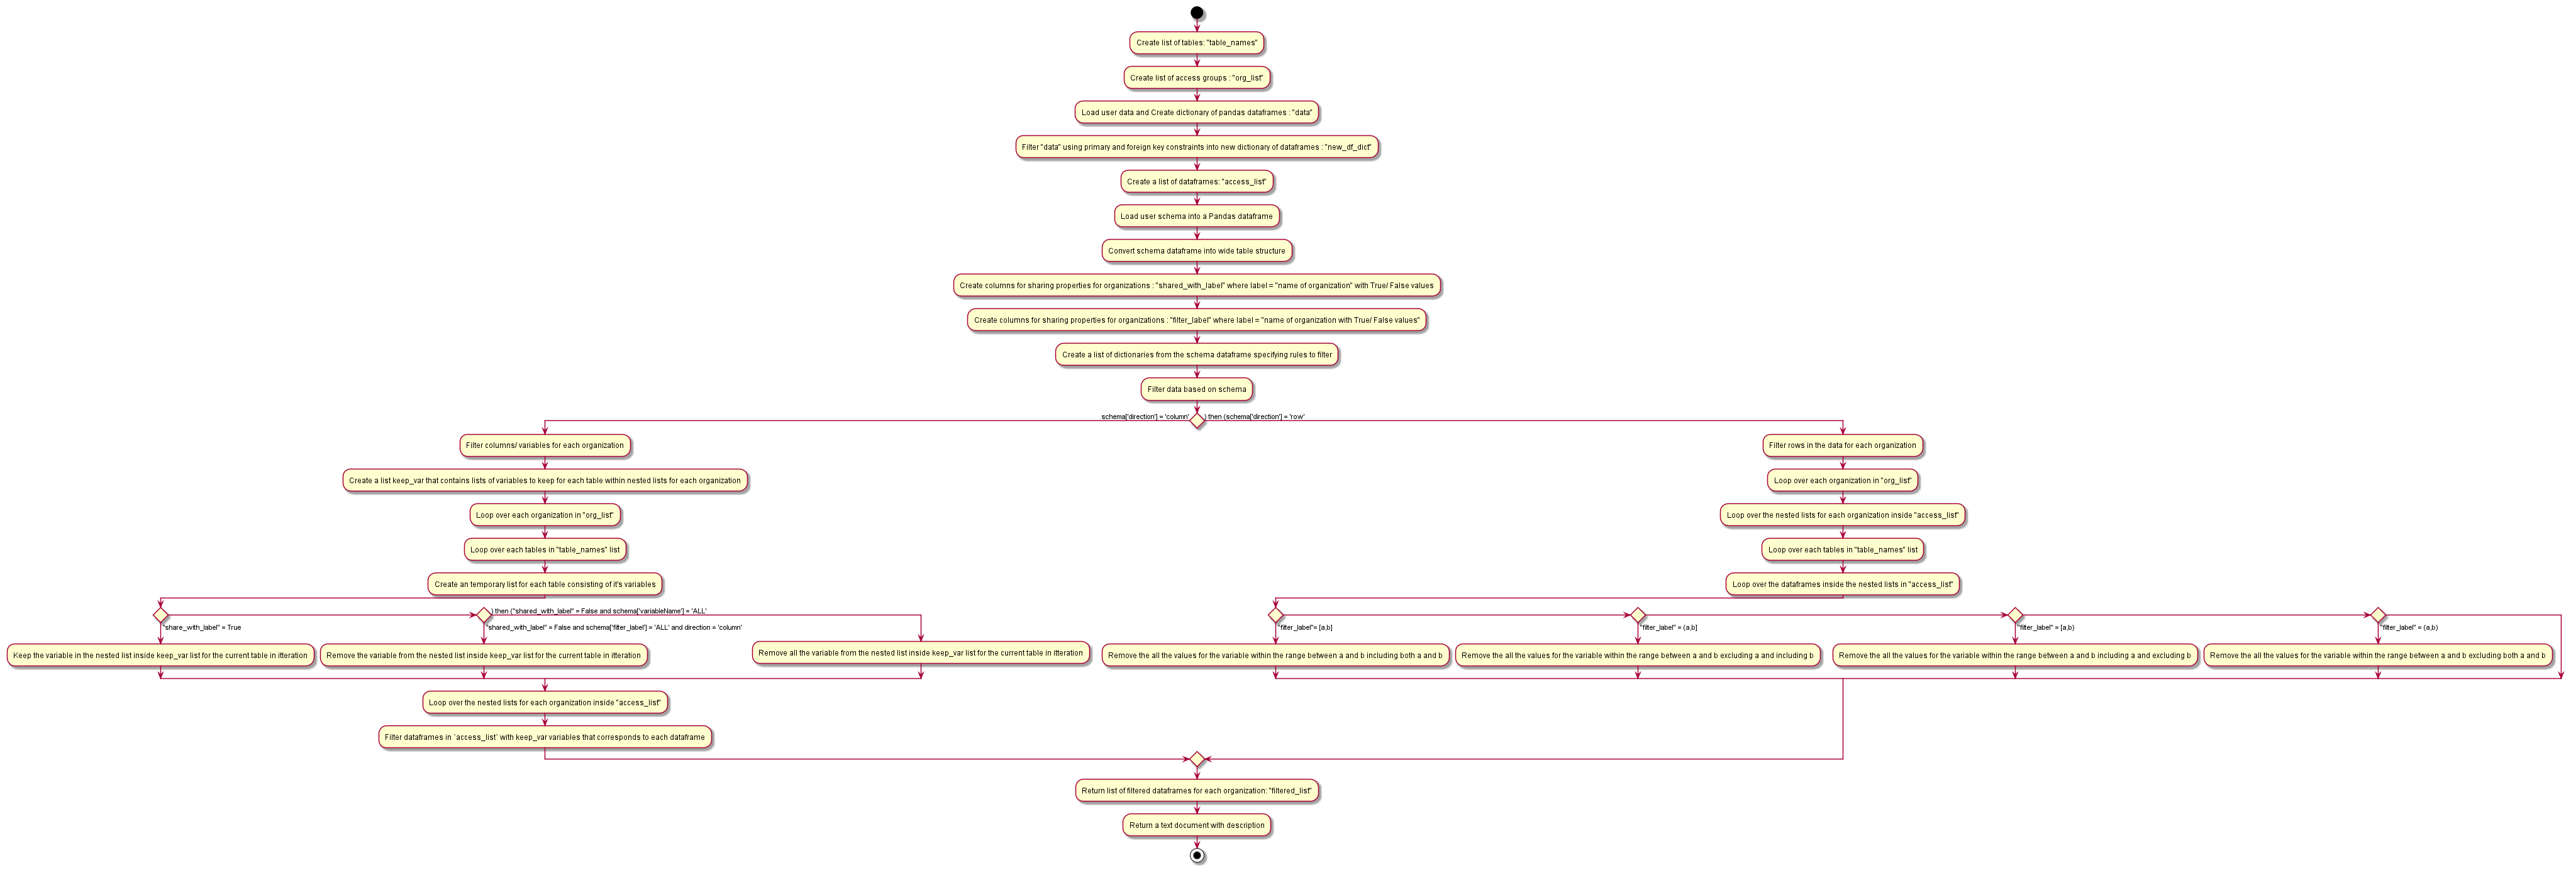 Create list of tables: "table_names"
Create list of access groups : "org_list"
Load user data and Create dictionary of pandas dataframes : "data"
Filter "data" using primary and foreign key constraints into new dictionary of dataframes : "new_df_dict"
Create a list of dataframes: "access_list"
Load user schema into a Pandas dataframe
Convert schema dataframe into wide table structure
Create columns for sharing properties for organizations : "shared_with_label" where label = "name of organization" with True/ False values
Create columns for sharing properties for organizations : "filter_label" where label = "name of organization with True/ False values"
Create a list of dictionaries from the schema dataframe specifying rules to filter
Filter data based on schema
schema['direction'] = 'column'
) then (schema['direction'] = 'row'
Filter columns/ variables for each organization
Create a list keep_var that contains lists of variables to keep for each table within nested lists for each organization
Loop over each organization in "org_list"
Loop over each tables in "table_names" list
Create an temporary list for each table consisting of it's variables
"share_with_label" = True
Keep the variable in the nested list inside keep_var list for the current table in itteration
) then ("shared_with_label" = False and schema['variableName'] = 'ALL'
"shared_with_label" = False and schema['filter_label'] = 'ALL' and direction = 'column'
Remove the variable from the nested list inside keep_var list for the current table in itteration
Remove all the variable from the nested list inside keep_var list for the current table in itteration
Loop over the nested lists for each organization inside "access_list"
Filter dataframes in `access_list` with keep_var variables that corresponds to each dataframe
Filter rows in the data for each organization
Loop over each organization in "org_list"
Loop over the nested lists for each organization inside "access_list"
Loop over each tables in "table_names" list
Loop over the dataframes inside the nested lists in "access_list"
"filter_label"= [a,b]
Remove the all the values for the variable within the range between a and b including both a and b
"filter_label" = (a,b]
Remove the all the values for the variable within the range between a and b excluding a and including b
"filter_label" = [a,b)
Remove the all the values for the variable within the range between a and b including a and excluding b
"filter_label" = (a,b)
Remove the all the values for the variable within the range between a and b excluding both a and b
Return list of filtered dataframes for each organization: "filtered_list"
Return a text document with description